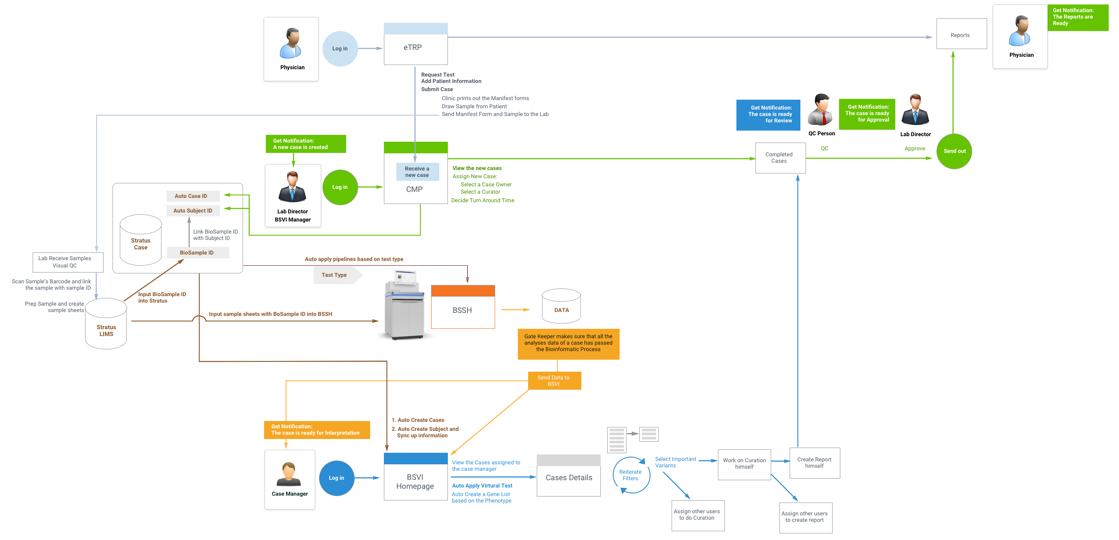 Get Notification:
The Reports are
Ready
Physician
Log in
eTRP
Reports
Physician
Request Test
Add Patient Information
Submit Case
Clinic prints out the Manifest forms
Draw Sample from Patient
Send Manifest Form and Sample to the Lab
Get Notification:
The case is ready
for Review
QC Person
Get Notification:
The case is ready
for Approval
Lab Director
Get Notification:
A new case is created
Lab Director
BSVI Manager
Log in
Receive a
new case
CMP
View the new cases
Assign New Case:
Select a Case Owner
Select a Curator
Decide Turn Around Time
Completed
Cases
QC
Approve
Send out
Auto Case ID
Auto Subject ID
Link BioSample ID
with Subject ID
Stratus
Case
BioSample ID
Lab Receive Samples
Visual QC
Scan Sample's Barcode and link
the sample with sample ID
Prep Sample and create
sample sheets
Stratus
LIMS
Input BioSample ID
into Stratus
Auto apply pipelines based on test type
Test Type
Input sample sheets with BoSample ID into BSSH
BSSH
DATA
Gate Keeper makes sure that all the
analyses data of a case has passed
the Bioinformatic Process
Send Data to
BSVI
Get Notification:
The case is ready for Interpretation
Case Manager
Log in
1. Auto Create Cases
2. Auto Create Subject and
Sync up information
BSVI
Homepage
View the Cases assigned to
the case manager
Auto Apply Virtural Test
Auto Create a Gene List
based on the Phenotype
Cases Details
Reiterate
Filters
Select Important
Variants
Work on Curation
himself
Create Report
himself
Assign other users
to do Curation
Assign other users
to create report